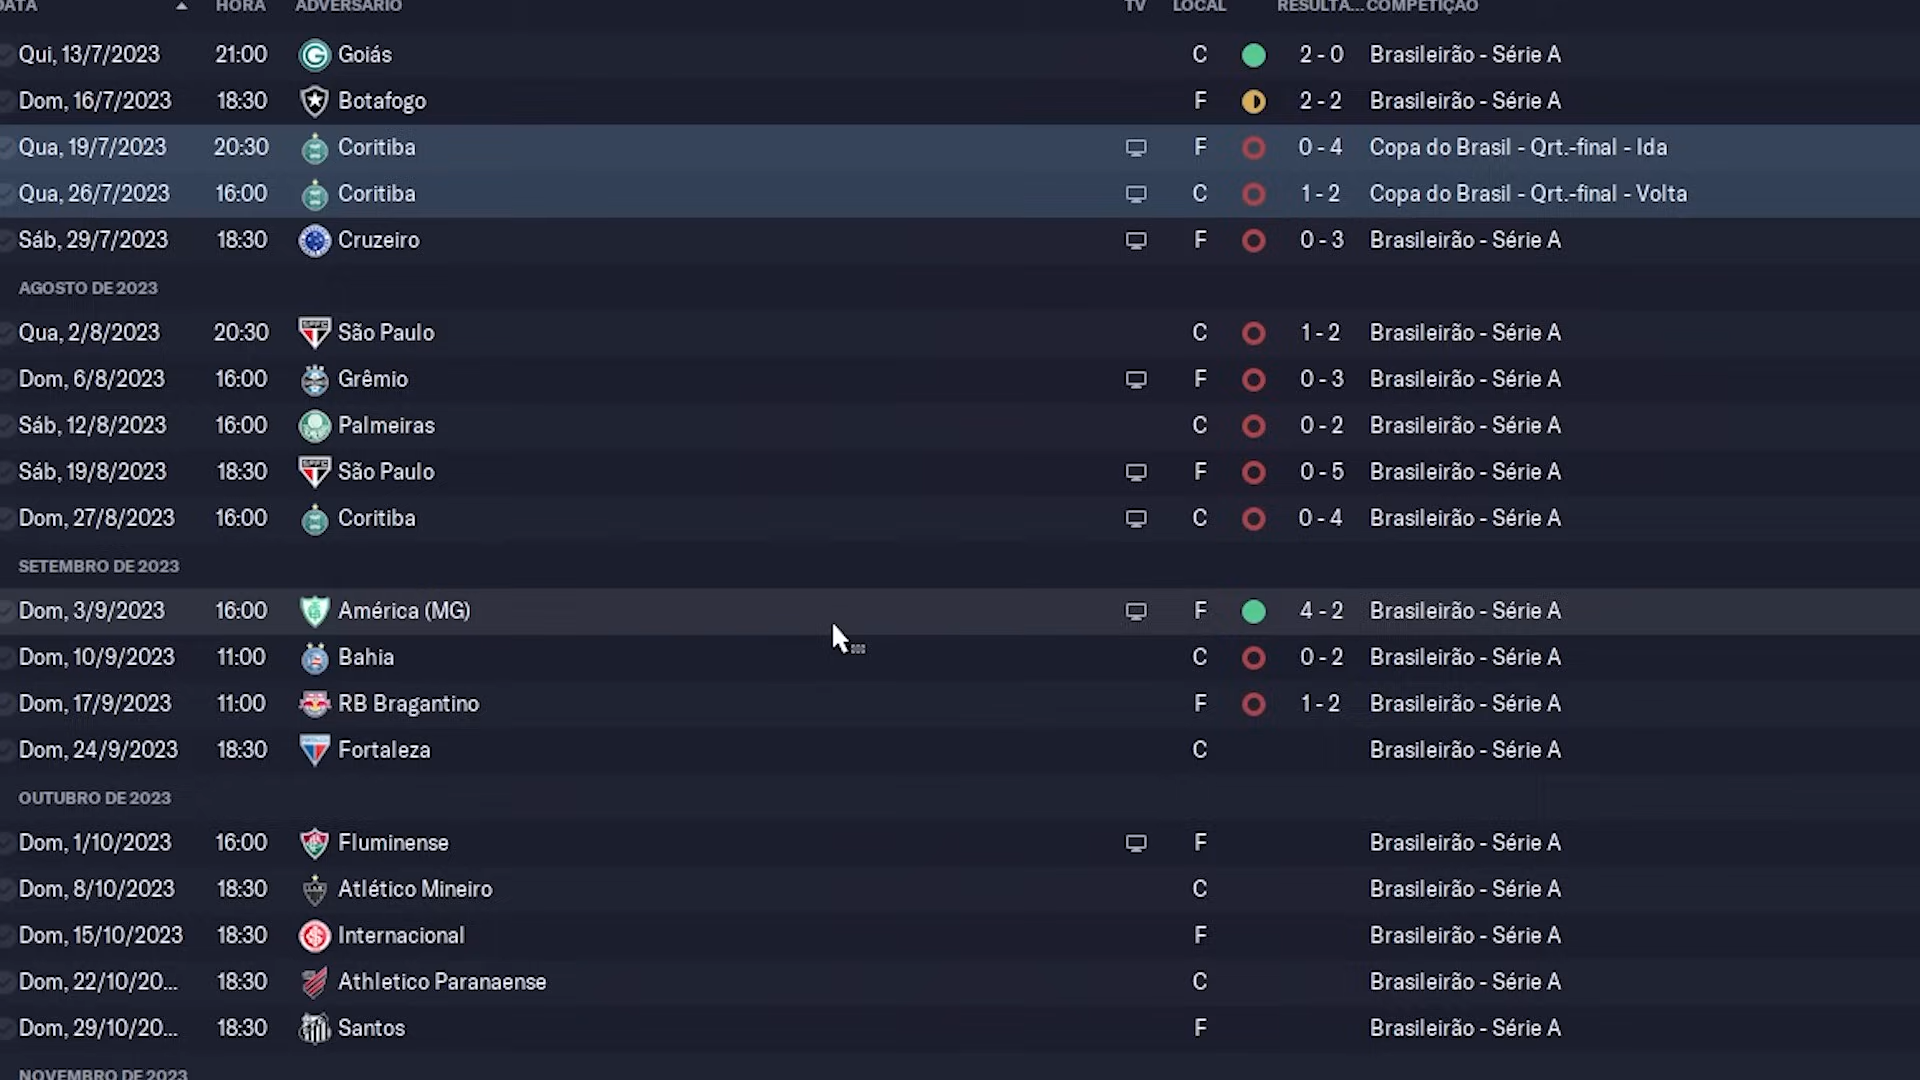 DATA HORA ADVERSÁRIO TV LOCAL RESULTA... COMPETIÇÃO
Qui, 13/7/2023 21:00 Goiás C 2 - 0 Brasileirão - Série A
Dom, 16/7/2023 18:30 Botafogo F 2 - 2 Brasileirão - Série A
Qua, 19/7/2023 20:30 Coritiba F 0 - 4 Copa do Brasil - Qrt.-final - Ida
Qua, 26/7/2023 16:00 Coritiba C 1 - 2 Copa do Brasil - Qrt.-final - Volta
Sáb, 29/7/2023 18:30 Cruzeiro F 0 - 3 Brasileirão - Série A
AGOSTO DE 2023
Qua, 2/8/2023 20:30 São Paulo C 1 - 2 Brasileirão - Série A
Dom, 6/8/2023 16:00 Grêmio F 0 - 3 Brasileirão - Série A
Sáb, 12/8/2023 16:00 Palmeiras C 0 - 2 Brasileirão - Série A
Sáb, 19/8/2023 18:30 São Paulo F 0 - 5 Brasileirão - Série A
Dom, 27/8/2023 16:00 Coritiba C 0 - 4 Brasileirão - Série A
SETEMBRO DE 2023
Dom, 3/9/2023 16:00 América (MG) F 4 - 2 Brasileirão - Série A
Dom, 10/9/2023 11:00 Bahia C 0 - 2 Brasileirão - Série A
Dom, 17/9/2023 11:00 RB Bragantino F 1 - 2 Brasileirão - Série A
Dom, 24/9/2023 18:30 Fortaleza C Brasileirão - Série A
OUTUBRO DE 2023
Dom, 1/10/2023 16:00 Fluminense F Brasileirão - Série A
Dom, 8/10/2023 18:30 Atlético Mineiro C Brasileirão - Série A
Dom, 15/10/2023 18:30 Internacional F Brasileirão - Série A
Dom, 22/10/20... 18:30 Athletico Paranaense C Brasileirão - Série A
Dom, 29/10/20... 18:30 Santos F Brasileirão - Série A
NOVEMBRO DE 2023